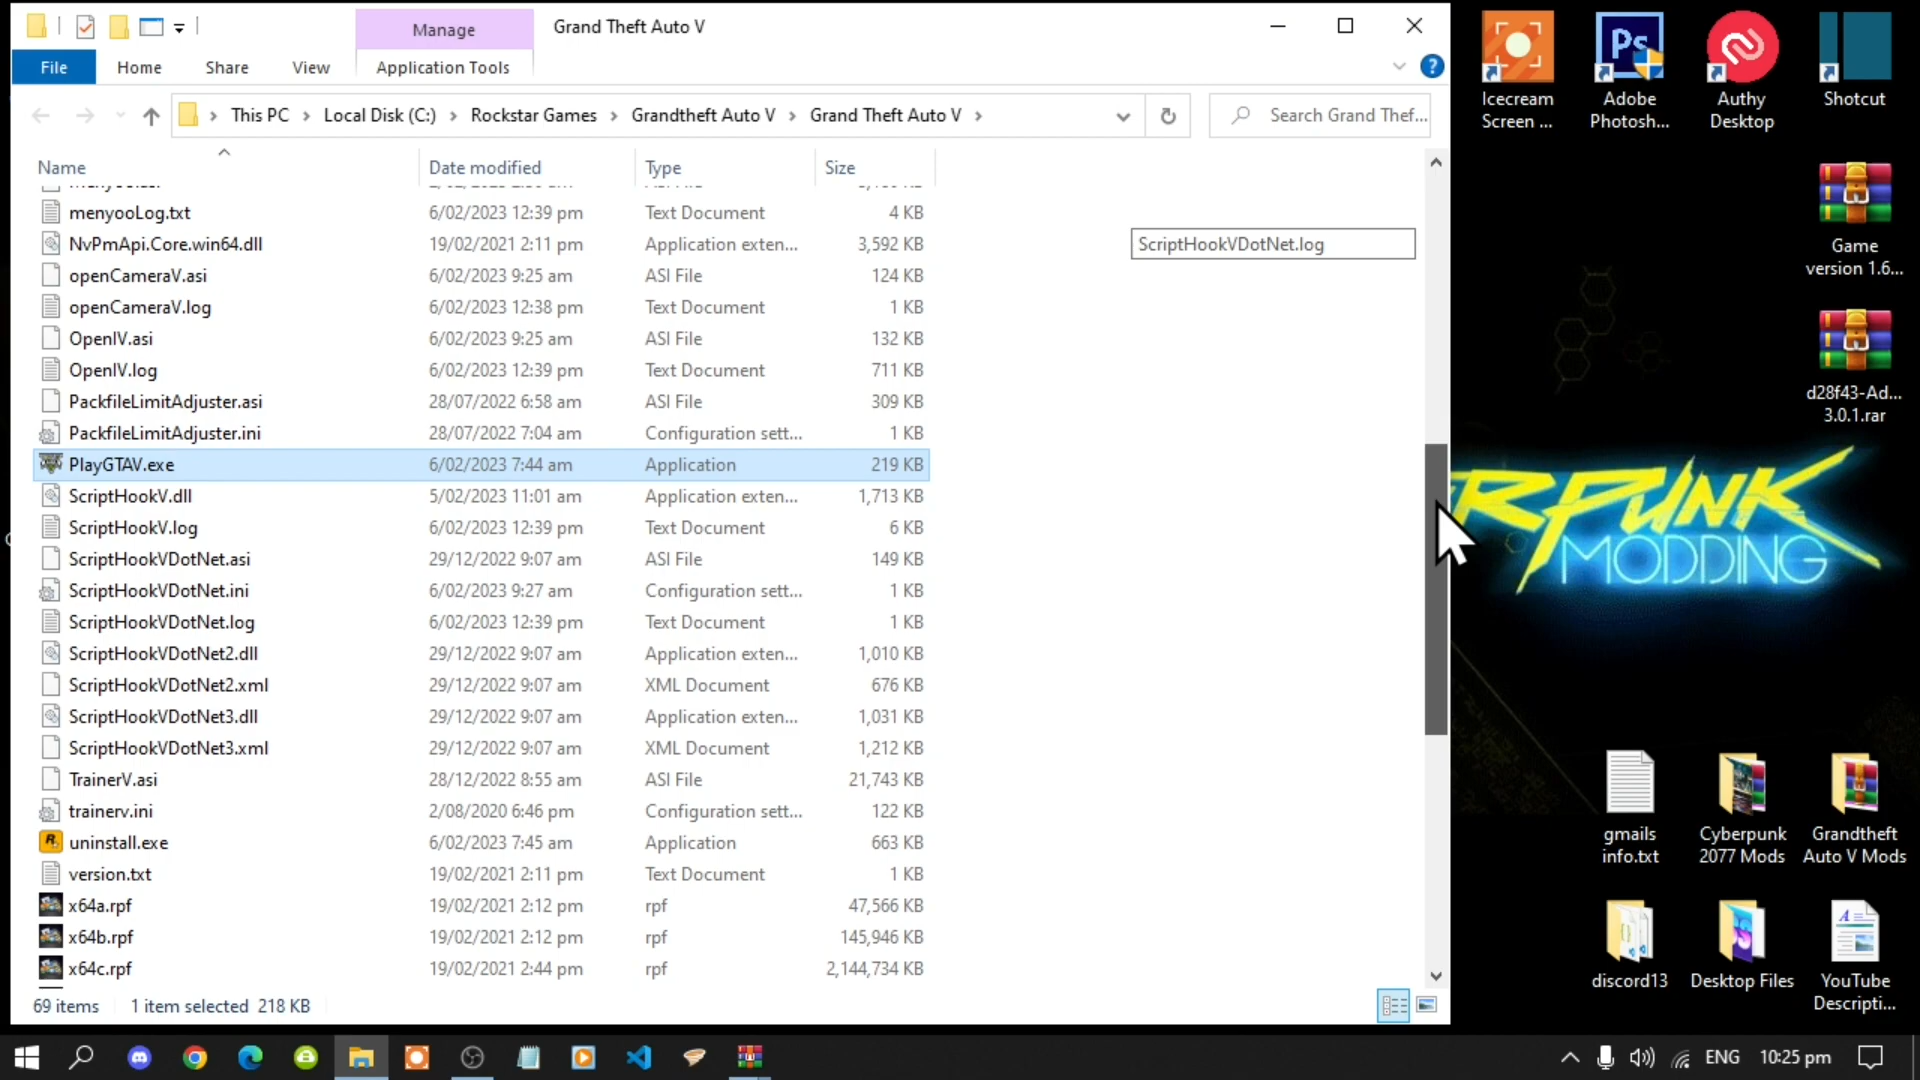 Manage
Grand Theft Auto V
File
Home
Share
View
Application Tools
This PC
Local Disk (C:)
Rockstar Games
Grandtheft Auto V
Grand Theft Auto V
Search Grand Thef...
Name
Date modified
Type
Size
menyooLog.txt 6/02/2023 12:39 pm Text Document 4 KB
NvPmApi.Core.win64.dll 19/02/2021 2:11 pm Application exten... 3,592 KB
openCameraV.asi 6/02/2023 9:25 am ASI File 124 KB
openCameraV.log 6/02/2023 12:38 pm Text Document 1 KB
OpenIV.asi 6/02/2023 9:25 am ASI File 132 KB
OpenIV.log 6/02/2023 12:39 pm Text Document 711 KB
PackfileLimitAdjuster.asi 28/07/2022 6:58 am ASI File 309 KB
PackfileLimitAdjuster.ini 28/07/2022 7:04 am Configuration sett... 1 KB
PlayGTAV.exe 6/02/2023 7:44 am Application 219 KB
ScriptHookV.dll 5/02/2023 11:01 am Application exten... 1,713 KB
ScriptHookV.log 6/02/2023 12:39 pm Text Document 6 KB
ScriptHookVDotNet.asi 29/12/2022 9:07 am ASI File 149 KB
ScriptHookVDotNet.ini 6/02/2023 9:27 am Configuration sett... 1 KB
ScriptHookVDotNet.log 6/02/2023 12:39 pm Text Document 1 KB
ScriptHookVDotNet2.dll 29/12/2022 9:07 am Application exten... 1,010 KB
ScriptHookVDotNet2.xml 29/12/2022 9:07 am XML Document 676 KB
ScriptHookVDotNet3.dll 29/12/2022 9:07 am Application exten... 1,031 KB
ScriptHookVDotNet3.xml 29/12/2022 9:07 am XML Document 1,212 KB
TrainerV.asi 28/12/2022 8:55 am ASI File 21,743 KB
trainerv.ini 2/08/2020 6:46 pm Configuration sett... 122 KB
uninstall.exe 6/02/2023 7:45 am Application 663 KB
version.txt 19/02/2021 2:11 pm Text Document 1 KB
x64a.rpf 19/02/2021 2:12 pm rpf 47,566 KB
x64b.rpf 19/02/2021 2:12 pm rpf 145,946 KB
x64c.rpf 19/02/2021 2:44 pm rpf 2,144,734 KB
ScriptHookVDotNet.log
69 items
1 item selected 218 KB
Icecream
Screen ...
Ps
Adobe
Photosh...
Authy
Desktop
Shotcut
Game
version 1.6...
d28f43-Ad...
3.0.1.rar
RPUNK
MODDING
gmails
info.txt
Cyberpunk
2077 Mods
Grandtheft
Auto V Mods
discord13
Desktop Files
YouTube
Descripti...
ENG
10:25 pm